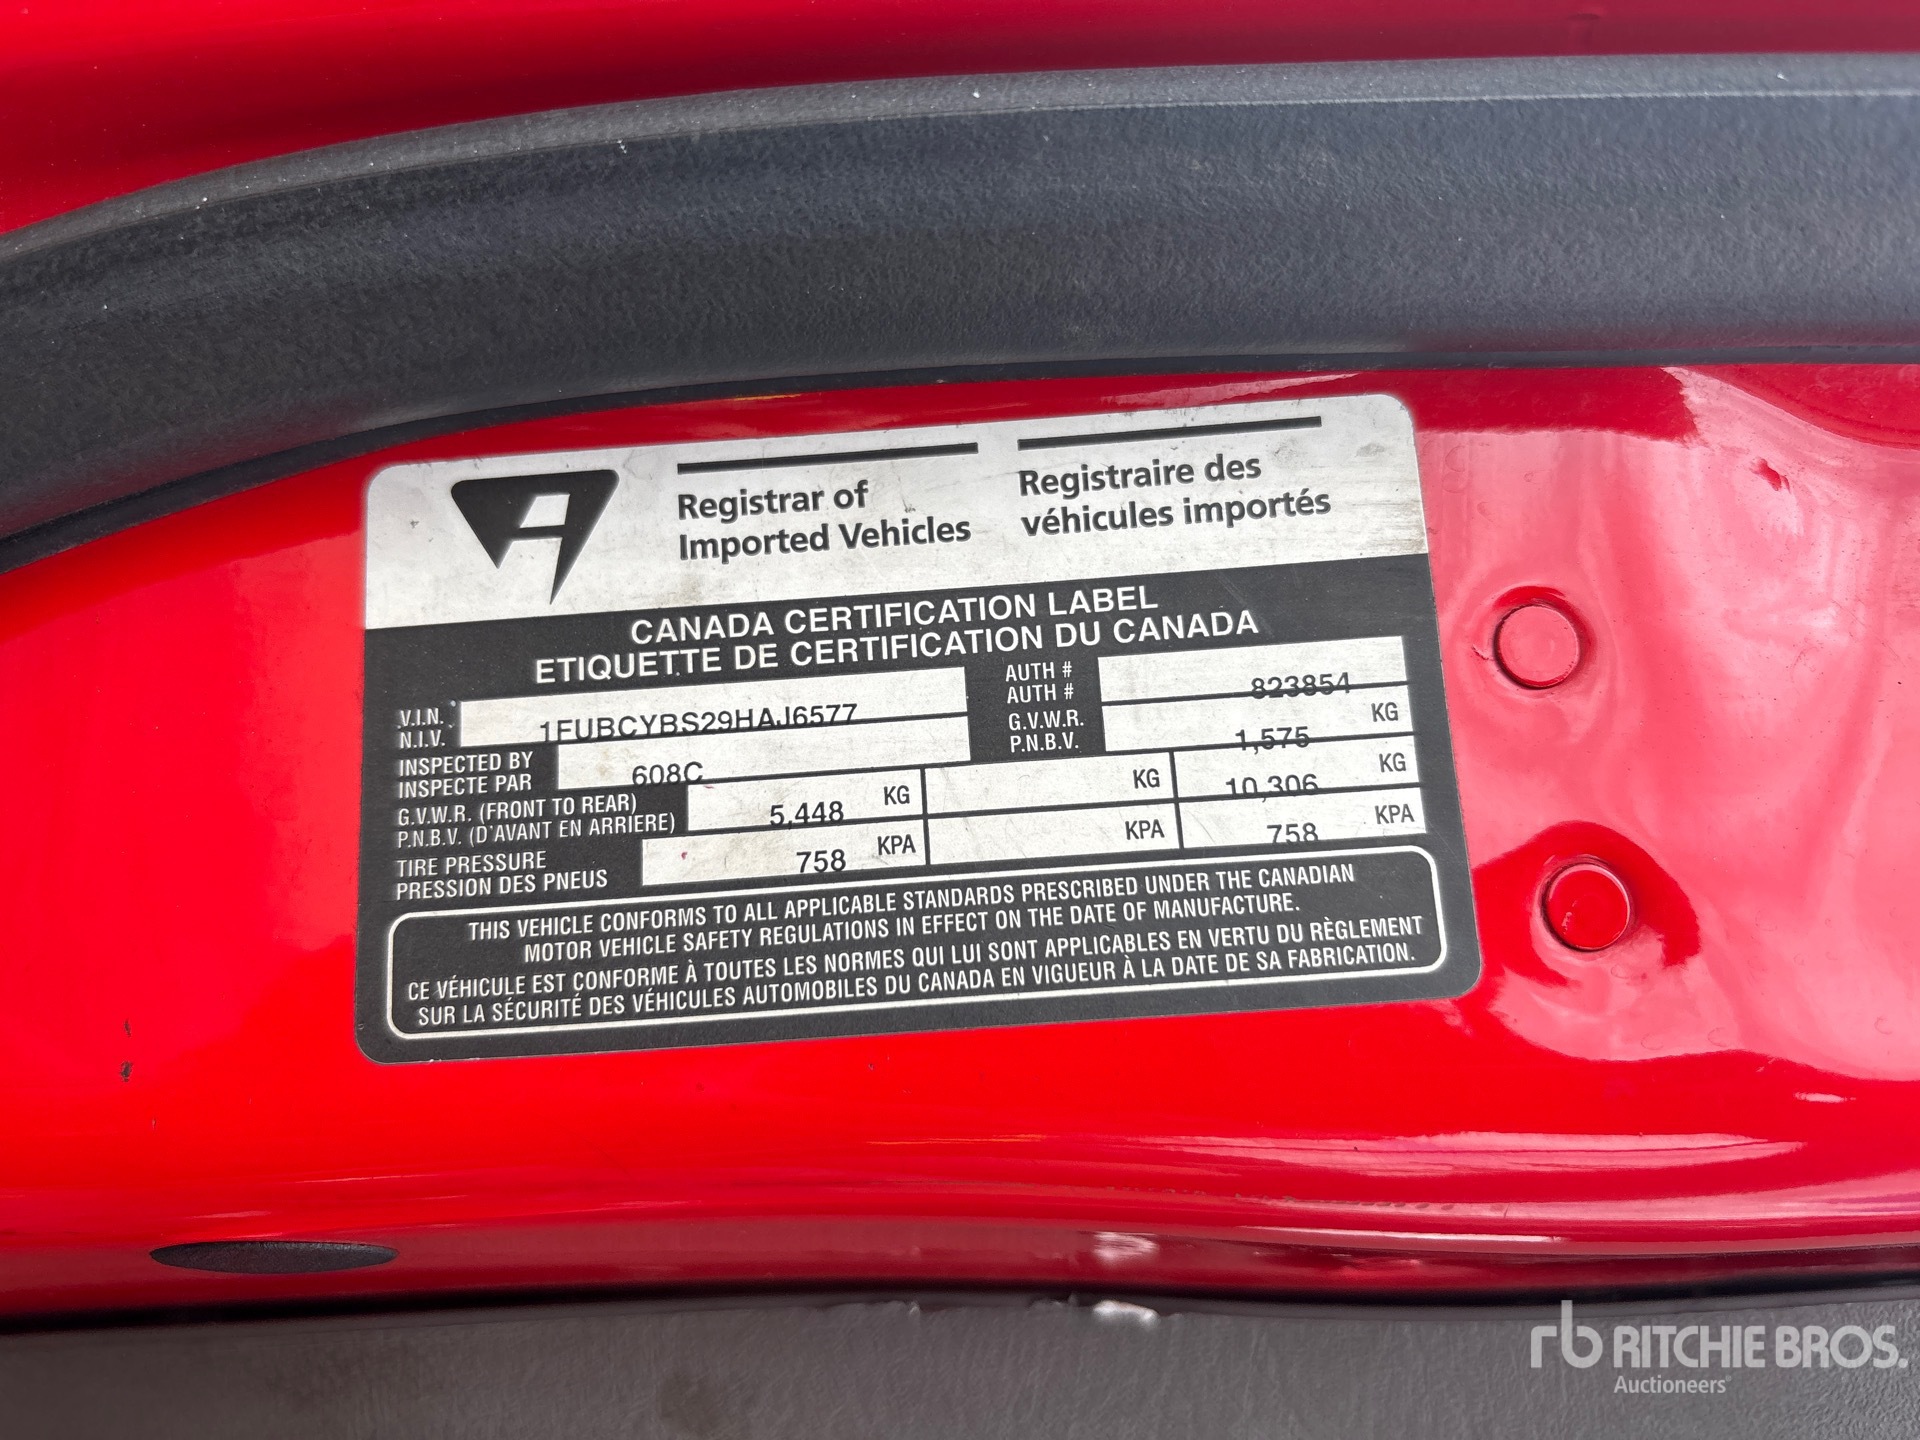 Registrar of
Imported Vehicles
Registraire des
véhicules importés
CANADA CERTIFICATION LABEL
ETIQUETTE DE CERTIFICATION DU CANADA
V.I.N.
N.I.V.
1FUBCYBS29HAJ6577
AUTH #
AUTH #
823854
INSPECTED BY
INSPECTE PAR
608C
G.V.W.R.
P.N.B.V.
1,575 KG
G.V.W.R. (FRONT TO REAR)
P.N.B.V. (D'AVANT EN ARRIERE)
5,448 KG
KG
10,306 KG
TIRE PRESSURE
PRESSION DES PNEUS
758 KPA
KPA
758 KPA
THIS VEHICLE CONFORMS TO ALL APPLICABLE STANDARDS PRESCRIBED UNDER THE CANADIAN
MOTOR VEHICLE SAFETY REGULATIONS IN EFFECT ON THE DATE OF MANUFACTURE.
CE VÉHICULE EST CONFORME À TOUTES LES NORMES QUI LUI SONT APPLICABLES EN VERTU DU RÈGLEMENT
SUR LA SÉCURITÉ DES VÉHICULES AUTOMOBILES DU CANADA EN VIGUEUR À LA DATE DE SA FABRICATION.
rb RITCHIE BROS.
Auctioneers